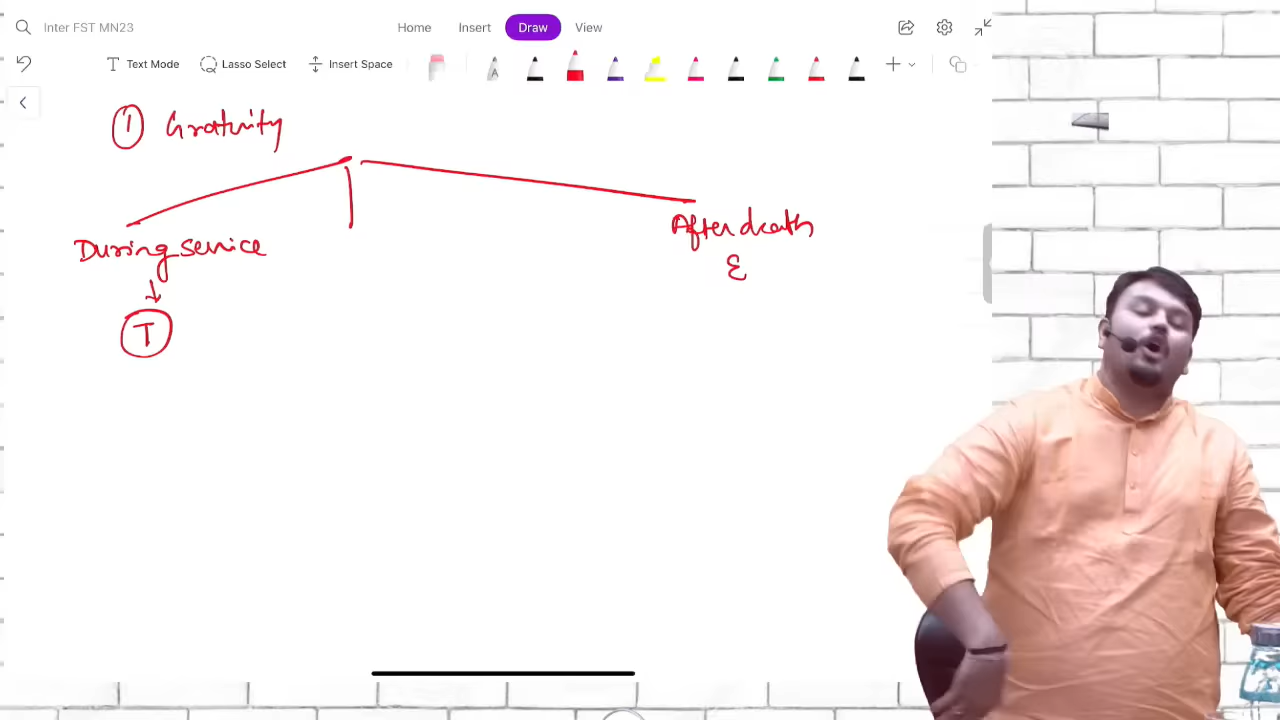 Inter FST MN23
Home Insert Draw View
Text Mode Lasso Select Insert Space
A
① Gratuity
During service
After death
E
T